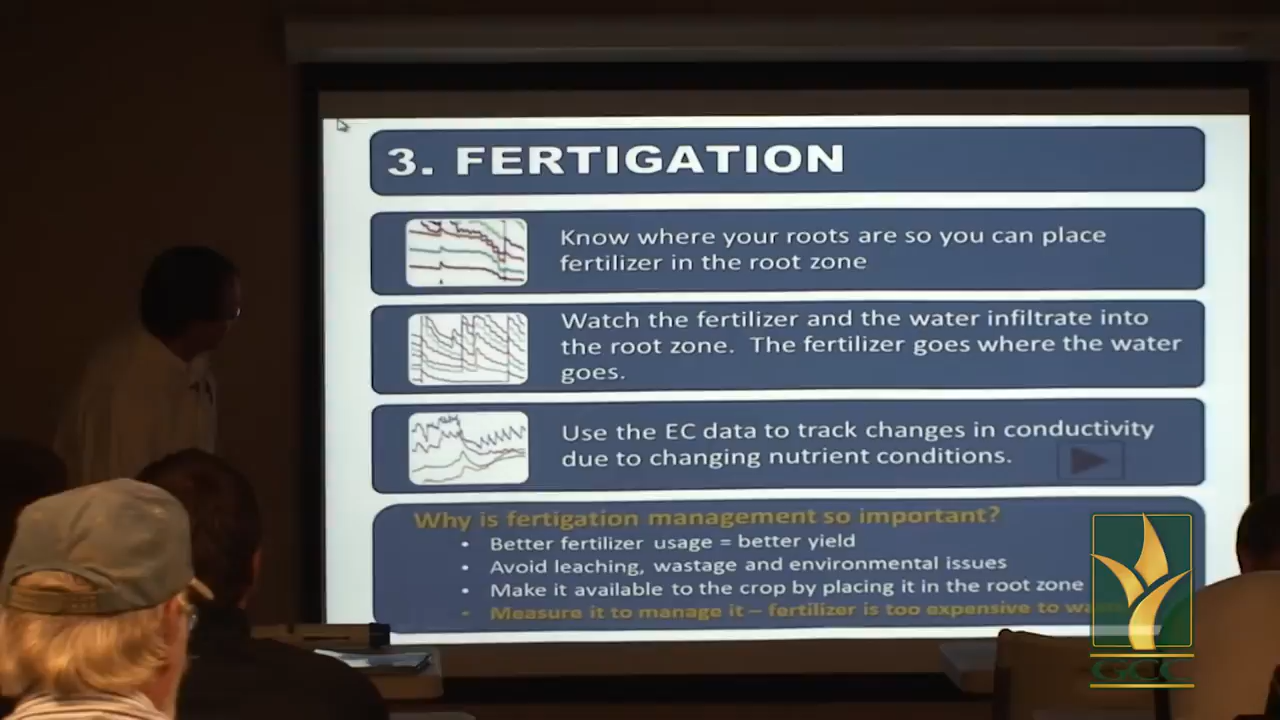 3. FERTIGATION
Know where your roots are so you can place
fertilizer in the root zone
Watch the fertilizer and the water infiltrate into
the root zone. The fertilizer goes where the water
goes.
Use the EC data to track changes in conductivity
due to changing nutrient conditions.
Why is fertigation management so important?
• Better fertilizer usage = better yield
• Avoid leaching, wastage and environmental issues
• Make it available to the crop by placing it in the root zone
• Measure it to manage it – fertilizer is too expensive to
GCC